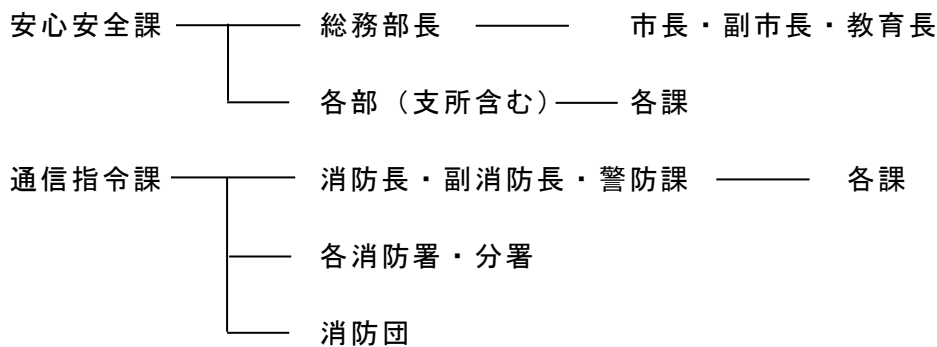 安心安全課 総務部長 市長・副市長・教育長
各部（支所含む） 各課
通信指令課 消防長・副消防長・警防課 各課
各消防署・分署
消防団